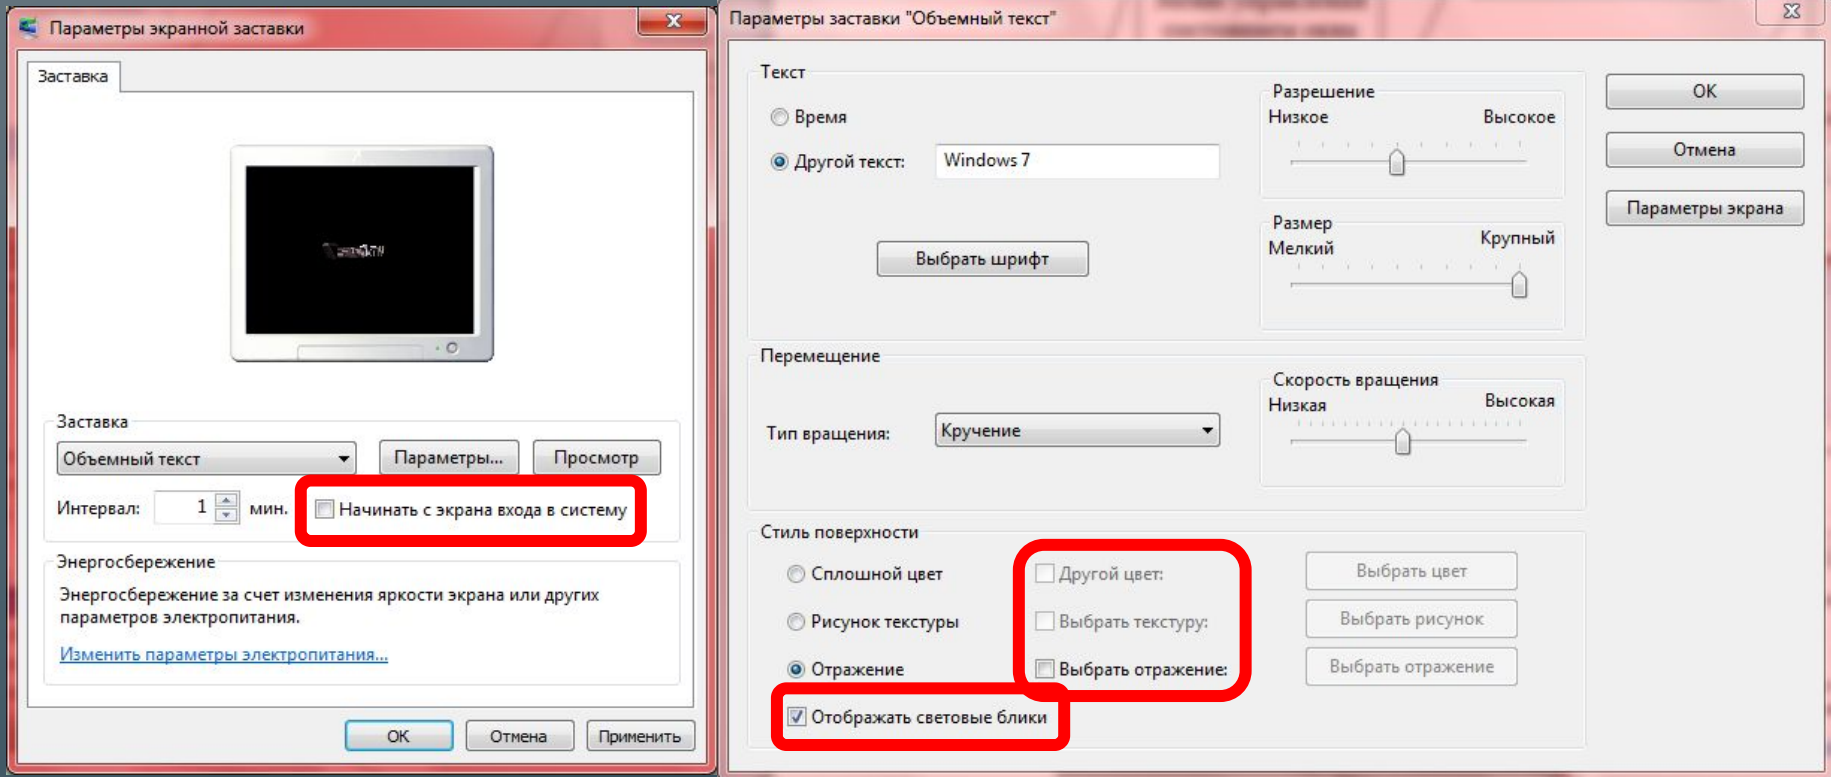 Параметры экранной заставки
Заставка
Заставка
Объемный текст
Параметры...
Просмотр
Интервал:
1
мин.
Начинать с экрана входа в систему
Энергосбережение
Энергосбережение за счет изменения яркости экрана или других
параметров электропитания.
Изменить параметры электропитания...
ОК
Отмена
Применить
Параметры заставки "Объемный текст"
Текст
Время
Другой текст:
Windows 7
Выбрать шрифт
Разрешение
Низкое
Высокое
Размер
Мелкий
Крупный
ОК
Отмена
Параметры экрана
Перемещение
Тип вращения:
Кручение
Скорость вращения
Низкая
Высокая
Стиль поверхности
Сплошной цвет
Другой цвет:
Выбрать цвет
Рисунок текстуры
Выбрать текстуру:
Выбрать рисунок
Отражение
Выбрать отражение:
Выбрать отражение
Отображать световые блики